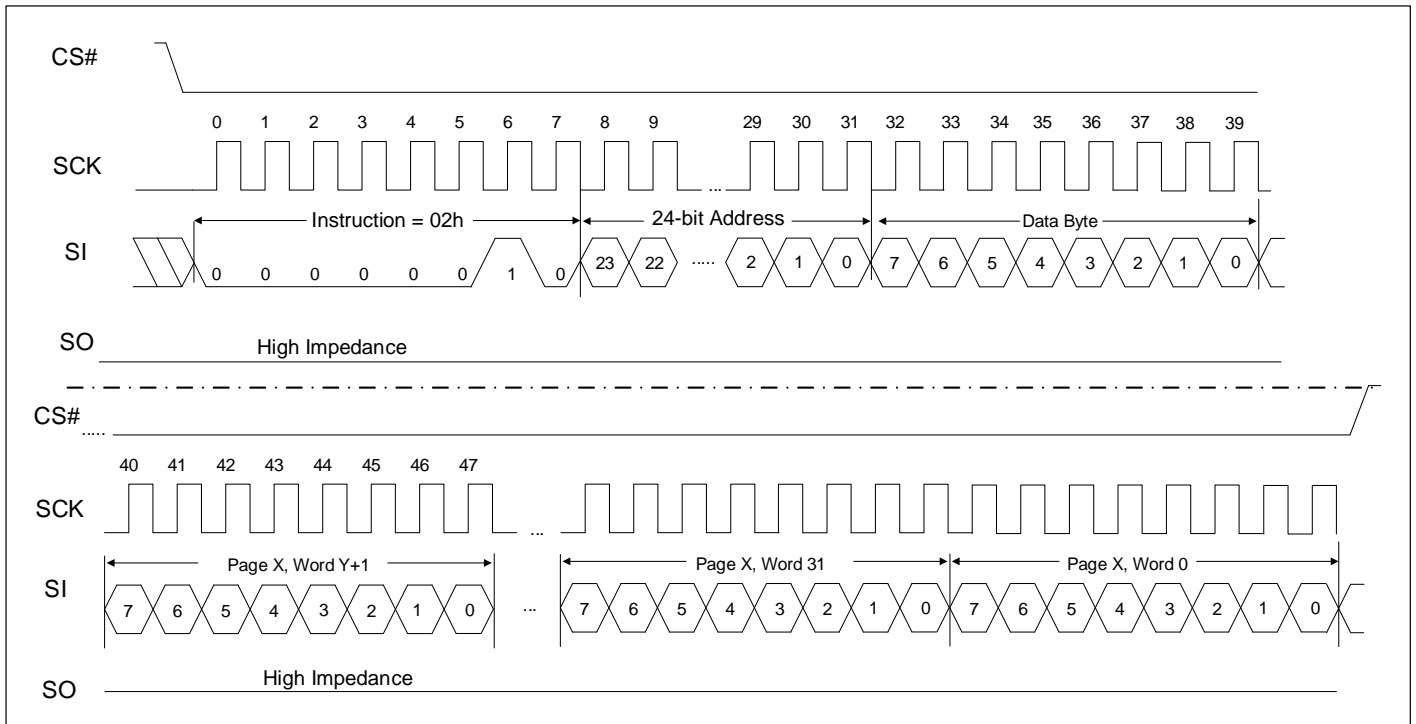 CS#
0 1 2 3 4 5 6 7 8 9 29 30 31 32 33 34 35 36 37 38 39
SCK
...
Instruction = 02h 24-bit Address Data Byte
SI
0 0 0 0 0 0 1 0 23 22 ..... 2 1 0 7 6 5 4 3 2 1 0
SO
High Impedance
CS#
.....
40 41 42 43 44 45 46 47
SCK
...
Page X, Word Y+1 Page X, Word 31 Page X, Word 0
SI
7 6 5 4 3 2 1 0 ... 7 6 5 4 3 2 1 0 7 6 5 4 3 2 1 0
SO
High Impedance